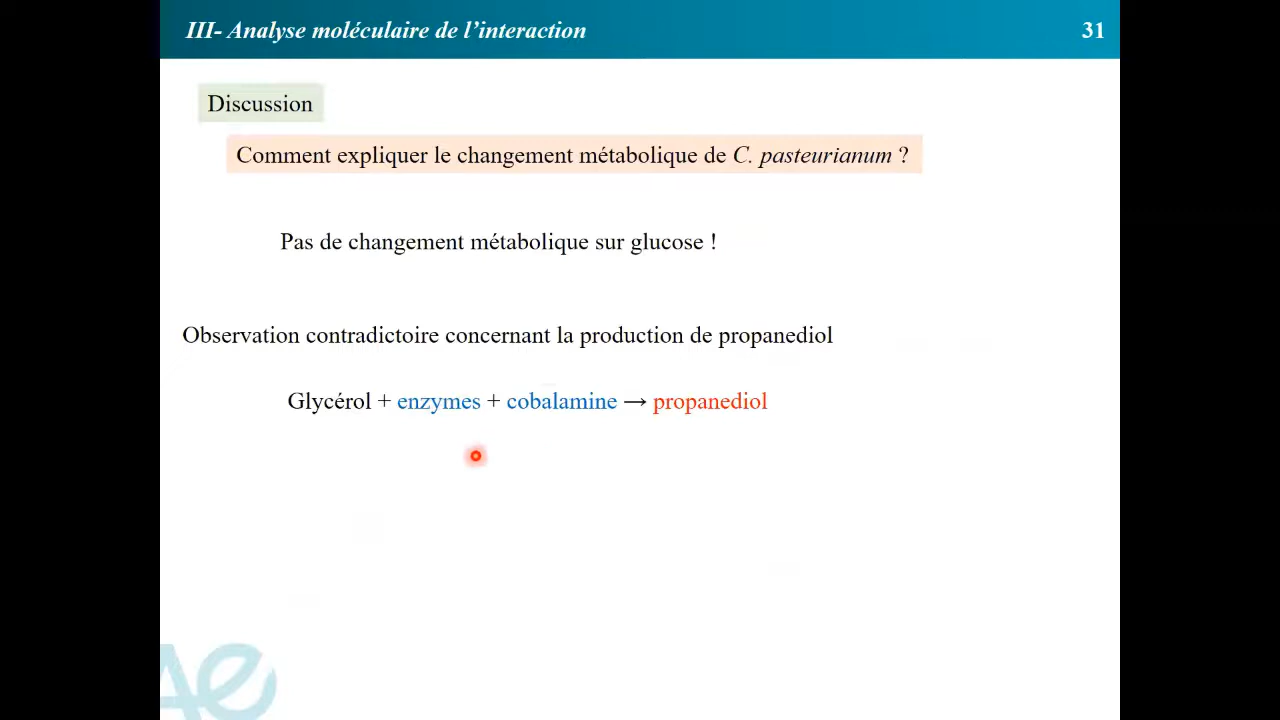 III- Analyse moléculaire de l’interaction
31
Discussion
Comment expliquer le changement métabolique de C. pasteurianum ?
Pas de changement métabolique sur glucose !
Observation contradictoire concernant la production de propanediol
Glycérol + enzymes + cobalamine → propanediol
Ae